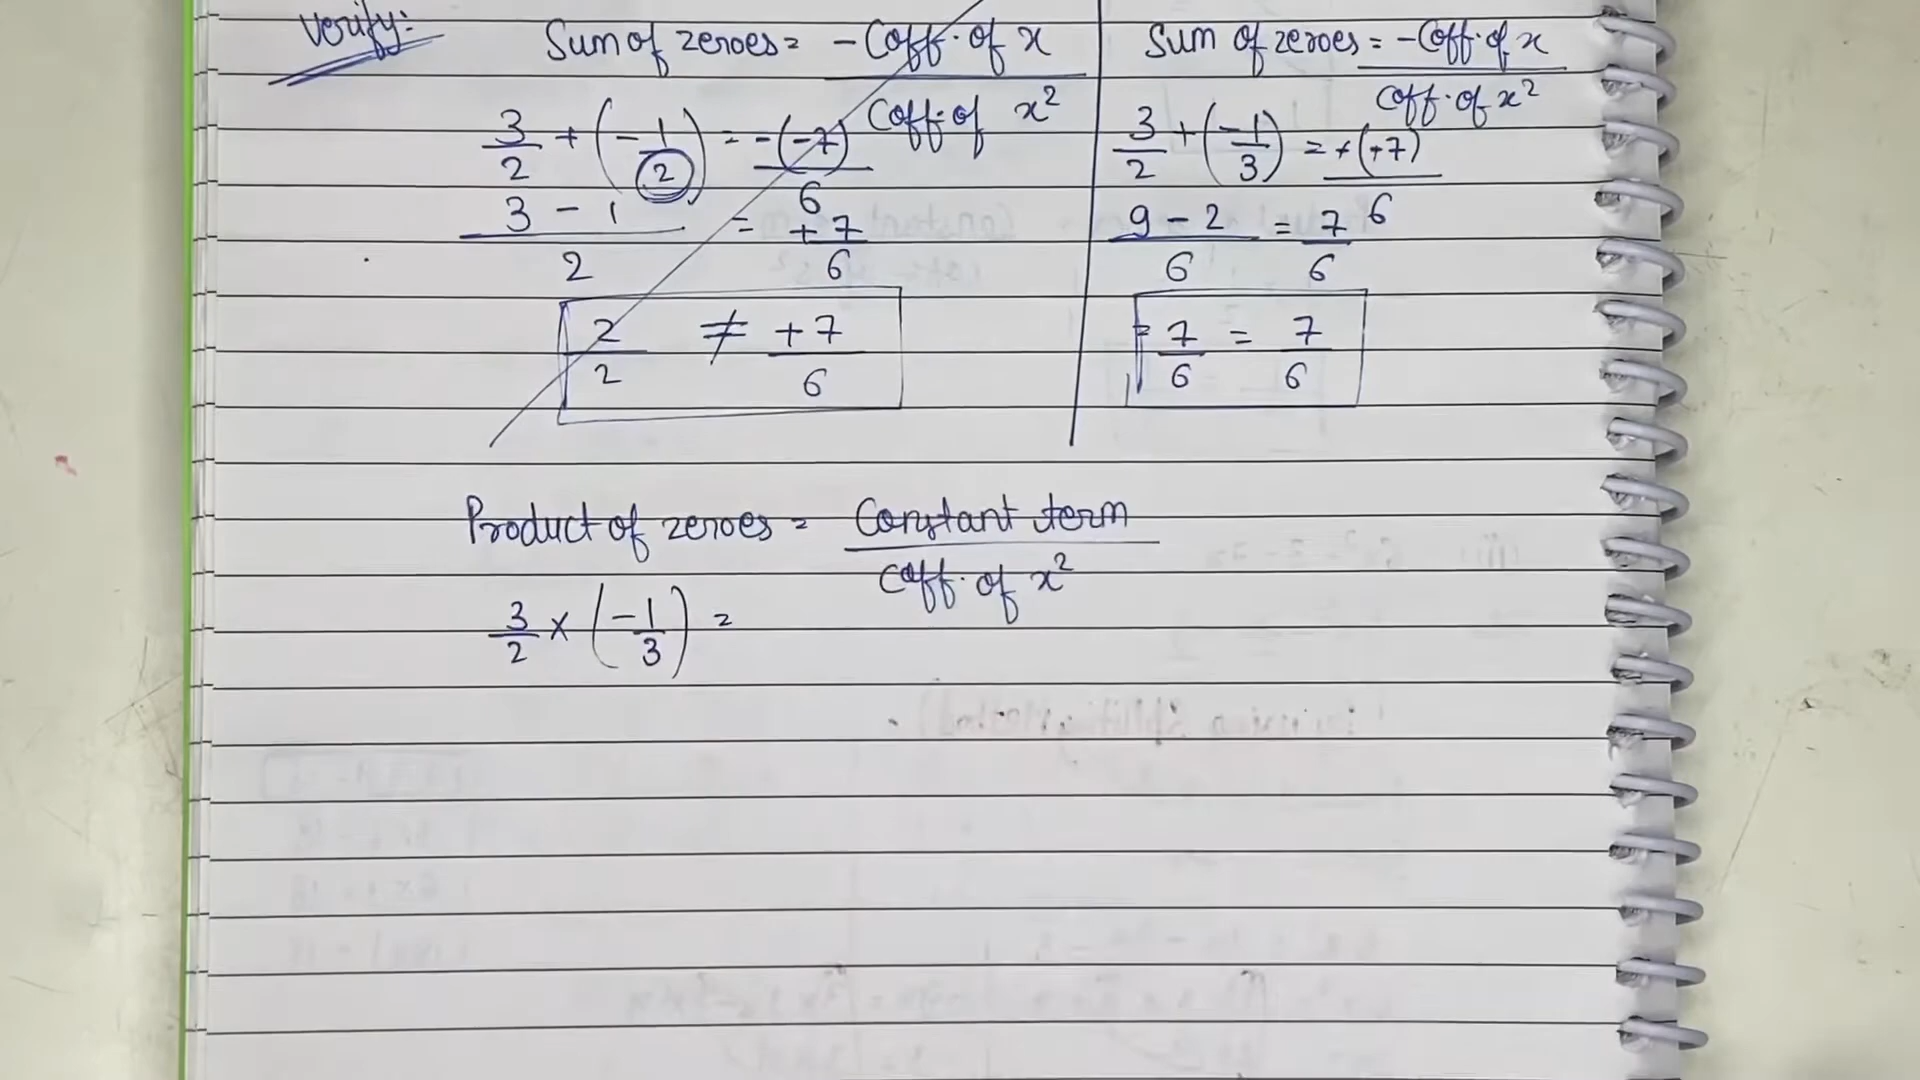 Verify:
Sum of zeroes = -Coff. of x
Coff. of x²
3/2 + (-1/2) = -(-7)/6
3 - 1/2 = +7/6
2/2 ≠ +7/6
Sum of zeroes = -Coff. of x
Coff. of x²
3/2 + (-1/3) = +(+7)/6
9 - 2/6 = 7/6
= 7/6 = 7/6
Product of zeroes = Constant term
Coff. of x²
3/2 × (-1/3) =